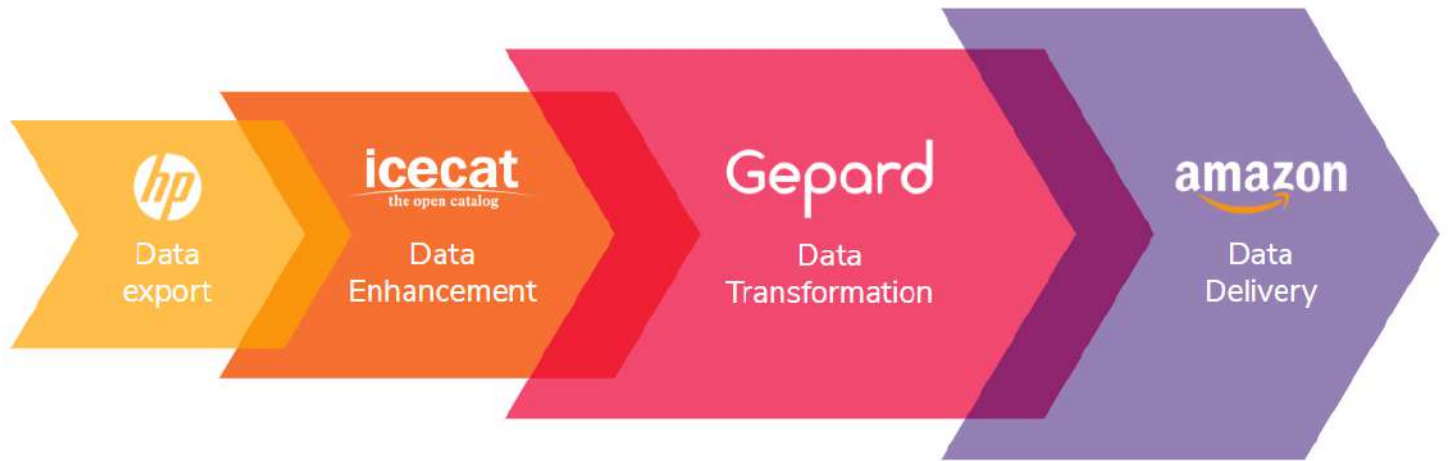 hp
Data
export
icecat
the open catalog
Data
Enhancement
Gepard
Data
Transformation
amazon
Data
Delivery